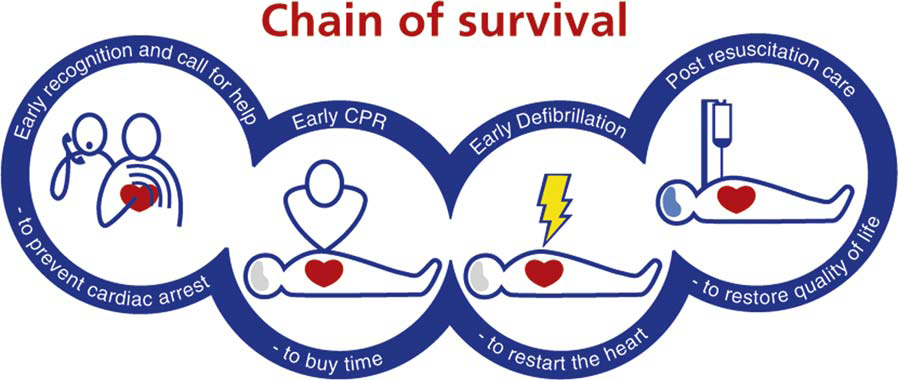 Chain of survival
Early recognition and call for help
- to prevent cardiac arrest
Early CPR
- to buy time
Early Defibrillation
- to restart the heart
Post resuscitation care
- to restore quality of life